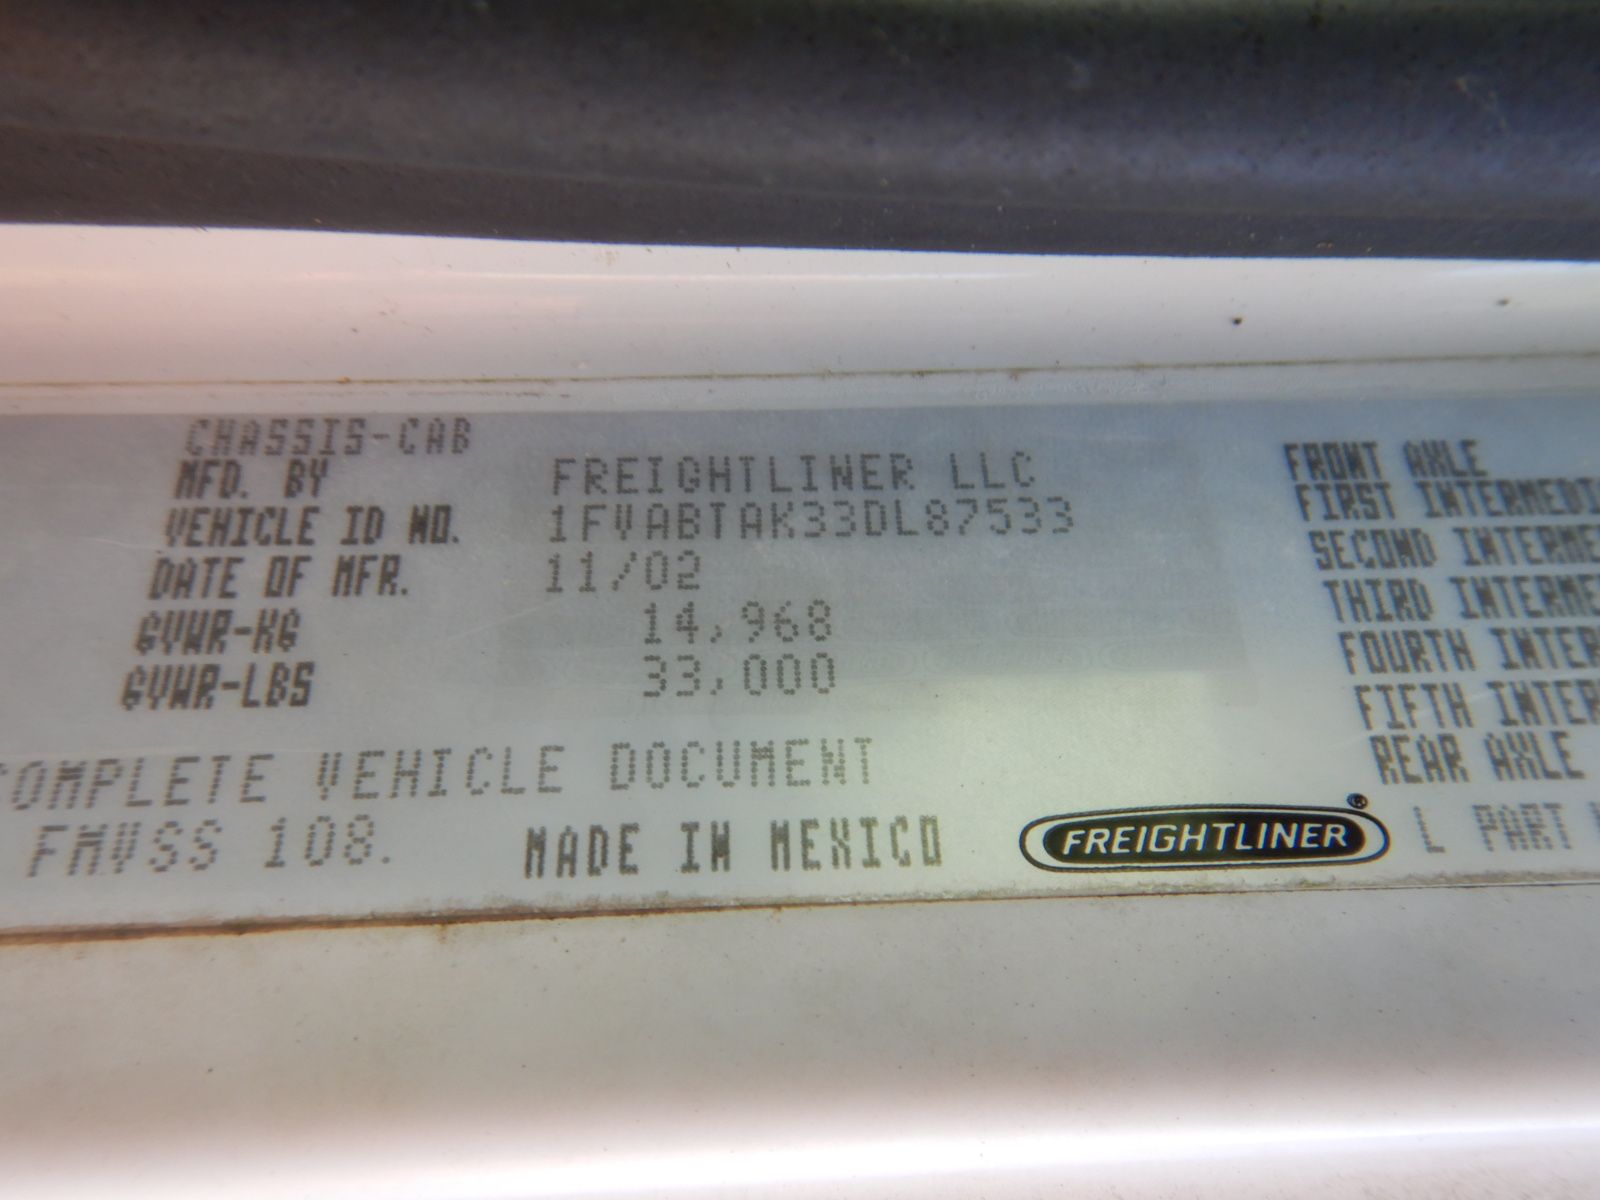 CHASSIS-CAB
MFD. BY FREIGHTLINER LLC
VEHICLE ID NO. 1FVABTAK33DL87533
DATE OF MFR. 11/02
GVWR-KG 14,968
GVWR-LBS 33,000
COMPLETE VEHICLE DOCUMENT
FMVSS 108. MADE IN MEXICO
FREIGHTLINER®
FRONT AXLE
FIRST INTERMEDI
SECOND INTERME
THIRD INTERME
FOURTH INTER
FIFTH INTER
REAR AXLE
L PART